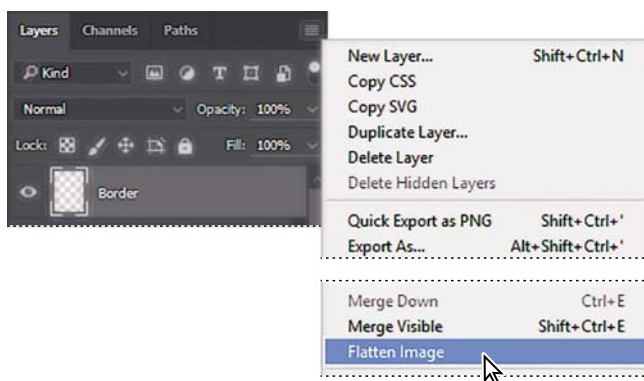 Layers Channels Paths
Kind
Normal Opacity: 100%
Lock: Fill: 100%
Border
New Layer... Shift+Ctrl+N
Copy CSS
Copy SVG
Duplicate Layer...
Delete Layer
Delete Hidden Layers
Quick Export as PNG Shift+Ctrl+'
Export As... Alt+Shift+Ctrl+'
Merge Down Ctrl+E
Merge Visible Shift+Ctrl+E
Flatten Image